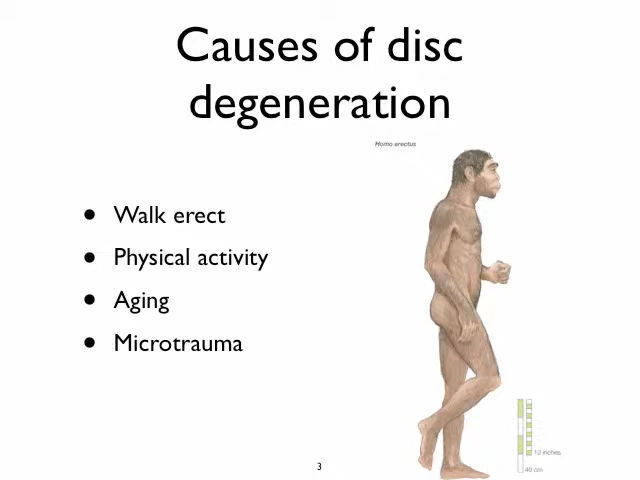 Causes of disc
degeneration
Homo erectus
• Walk erect
• Physical activity
• Aging
• Microtrauma
12 inches
40 cm
3